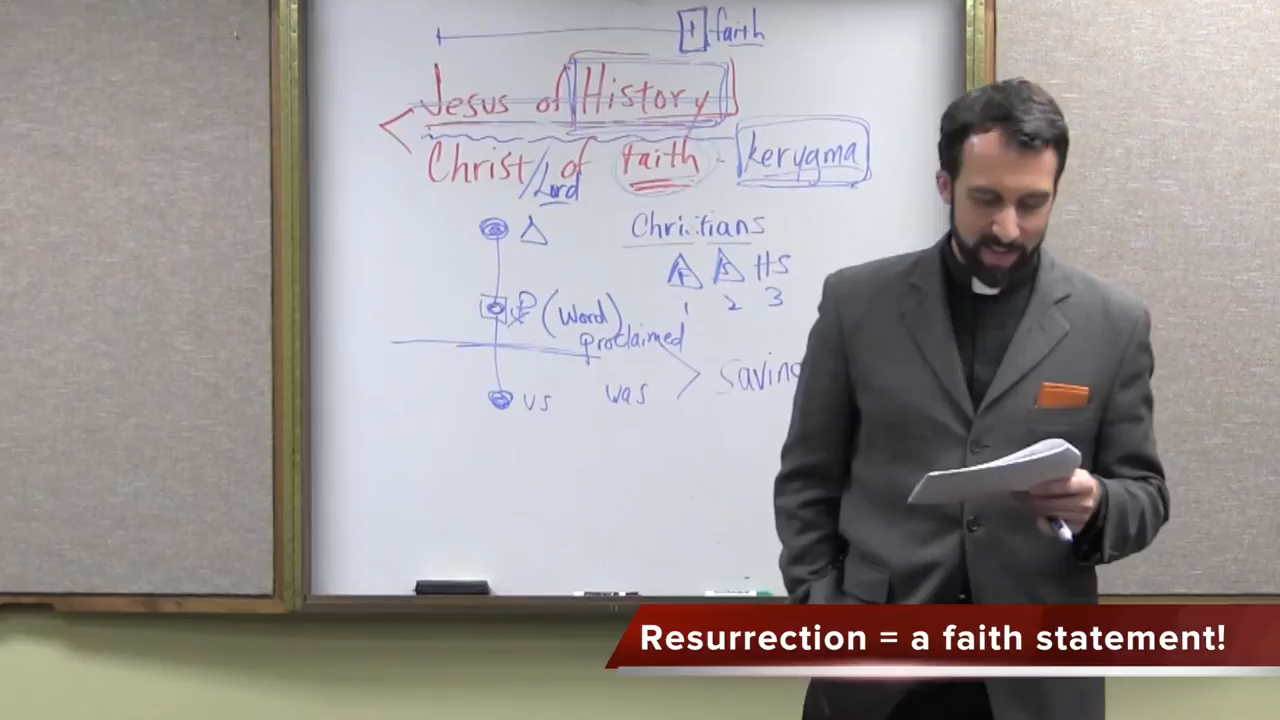 faith
Jesus of History
Christ/Lord of faith - kerygma
Christians
F S HS
1 2 3
(Word)
proclaimed
was
saving
us
Resurrection = a faith statement!